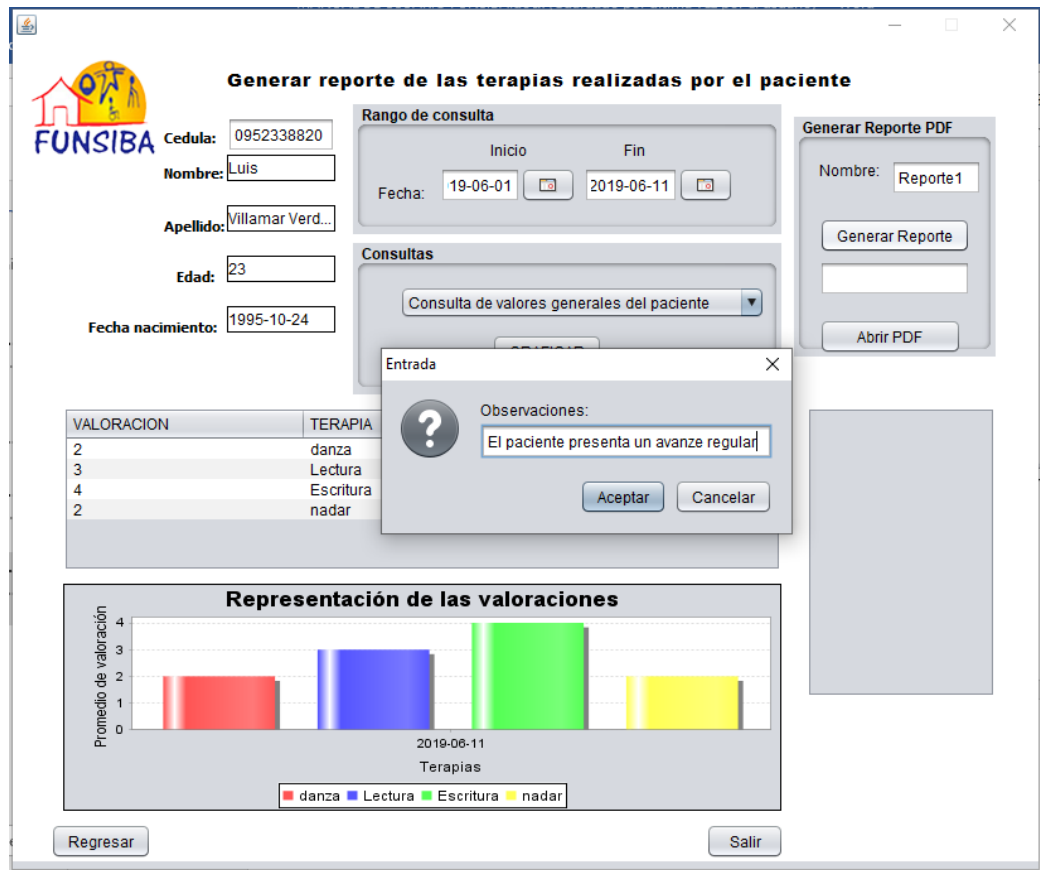 Generar reporte de las terapias realizadas por el paciente
FUNSIBA
Cedula: 0952338820
Nombre: Luis
Apellido: Villamar Verd...
Edad: 23
Fecha nacimiento: 1995-10-24
Rango de consulta
Inicio Fin
Fecha: 19-06-01 2019-06-11
Consultas
Consulta de valores generales del paciente
Generar Reporte PDF
Nombre: Reporte1
Generar Reporte
Abrir PDF
Entrada
Observaciones:
El paciente presenta un avanze regular
Aceptar Cancelar
VALORACION TERAPIA
2 danza
3 Lectura
4 Escritura
2 nadar
Representación de las valoraciones
Promedio de valoración
4
3
2
1
0
2019-06-11
Terapias
danza Lectura Escritura nadar
Regresar Salir